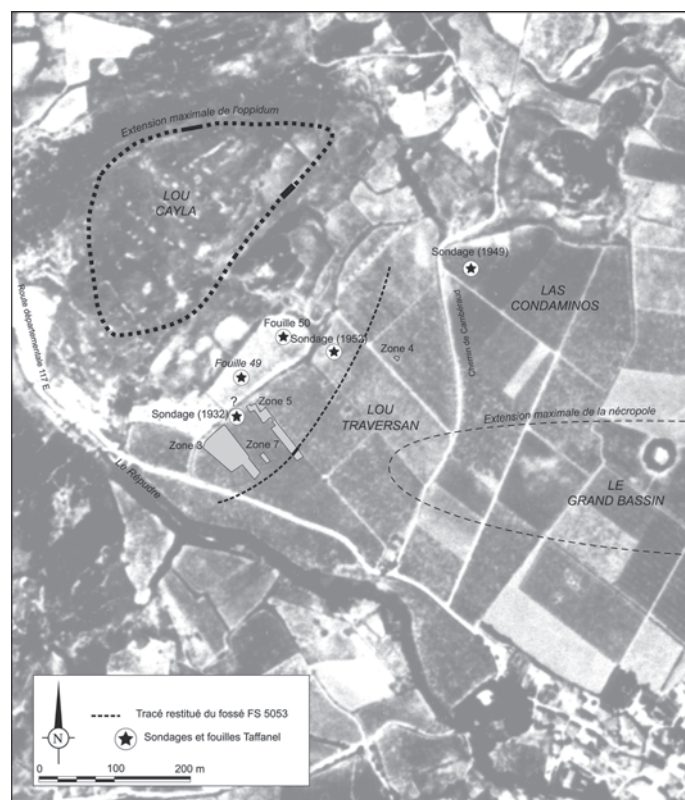 Extension maximale de l'oppidum
LOU
CAYLA
Sondage (1949)
LAS
CONDAMINOS
Route départementale 117 E
Chemin de Cambéraud
Fouille 50
Sondage (1952)
Zone 4
Fouille 49
?
Zone 5
Sondage (1932)
LOU
TRAVERSAN
Extension maximale de la nécropole
Zone 3
Zone 7
Le Répudre
LE
GRAND BASSIN
N
Tracé restitué du fossé FS 5053
Sondages et fouilles Taffanel
0 100 200 m